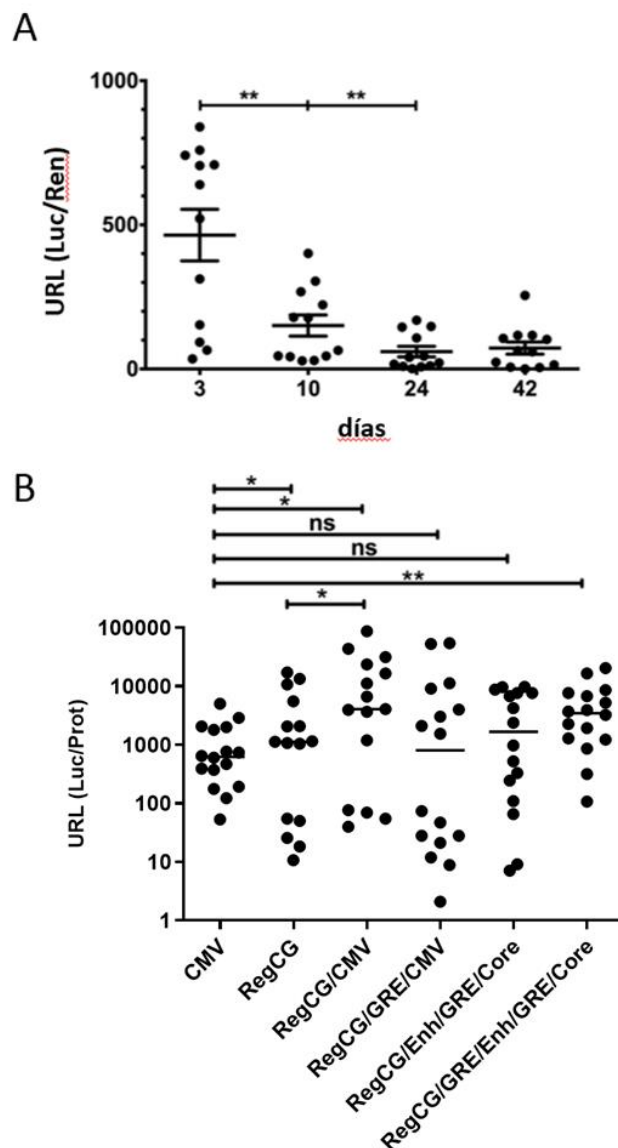 A
URL (Luc/Ren)
1000
500
0
** **
3 10 24 42
días
B
*
*
ns
ns
**
*
URL (Luc/Prot)
100000
10000
1000
100
10
1
CMV
RegCG
RegCG/CMV
RegCG/GRE/CMV
RegCG/Enh/GRE/Core
RegCG/GRE/Enh/GRE/Core